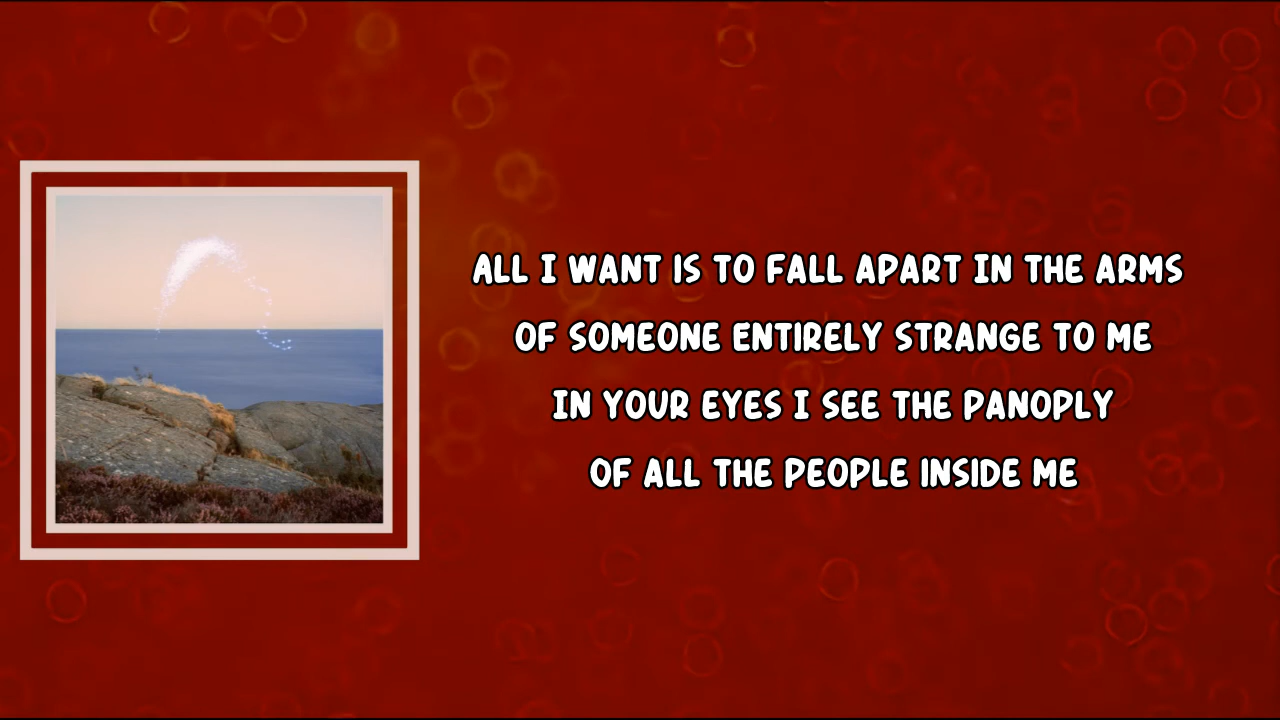 ALL I WANT IS TO FALL APART IN THE ARMS
OF SOMEONE ENTIRELY STRANGE TO ME
IN YOUR EYES I SEE THE PANOPLY
OF ALL THE PEOPLE INSIDE ME